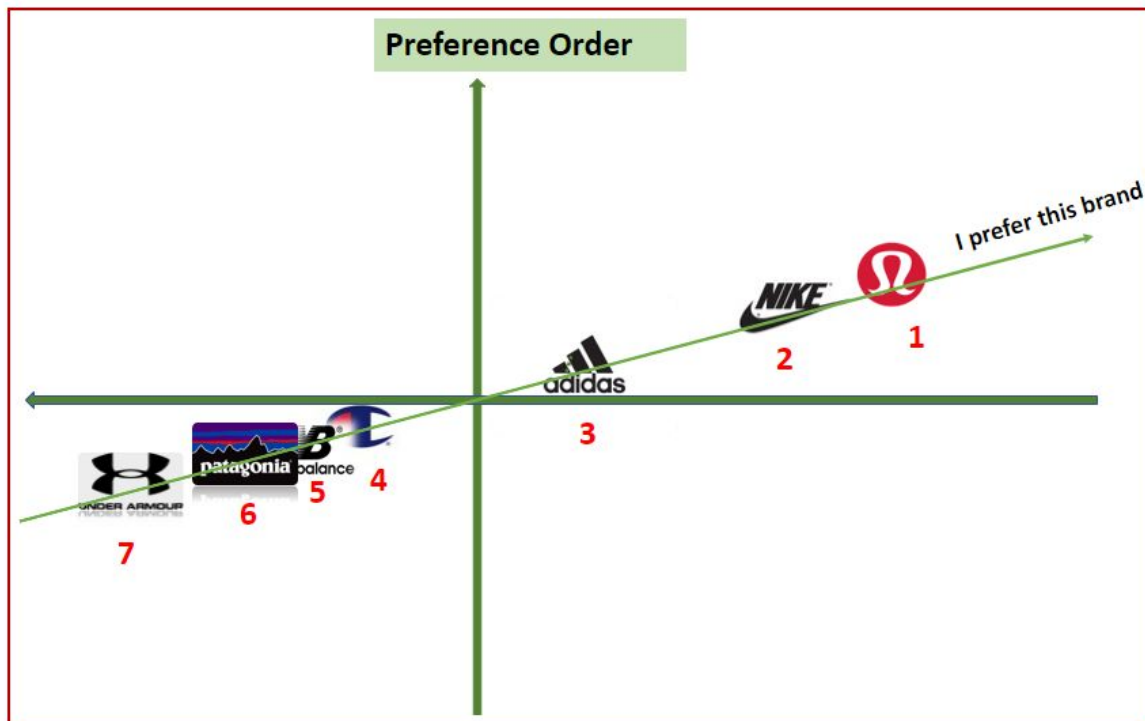 Preference Order
I prefer this brand
NIKE
1
2
adidas
3
B
balance
4
patagonia
5
6
UNDER ARMOUR
7